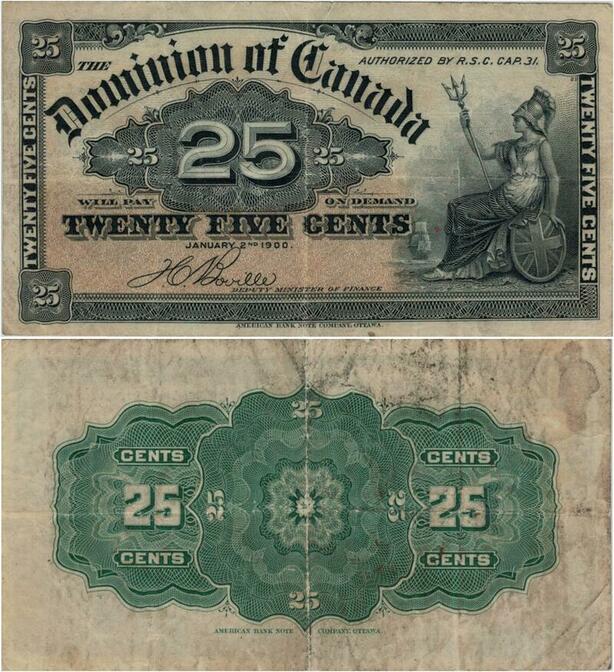 25
25
THE
Dominion of Canada
AUTHORIZED BY R.S.C. CAP. 31.
TWENTY FIVE CENTS
25
25
25
TWENTY FIVE CENTS
WILL PAY ON DEMAND
TWENTY FIVE CENTS
JANUARY 2ND 1900.
J C Boville
DEPUTY MINISTER OF FINANCE
25
AMERICAN BANK NOTE COMPANY, OTTAWA.
25
CENTS
CENTS
25
25
25
25
CENTS
CENTS
25
AMERICAN BANK NOTE COMPANY, OTTAWA.